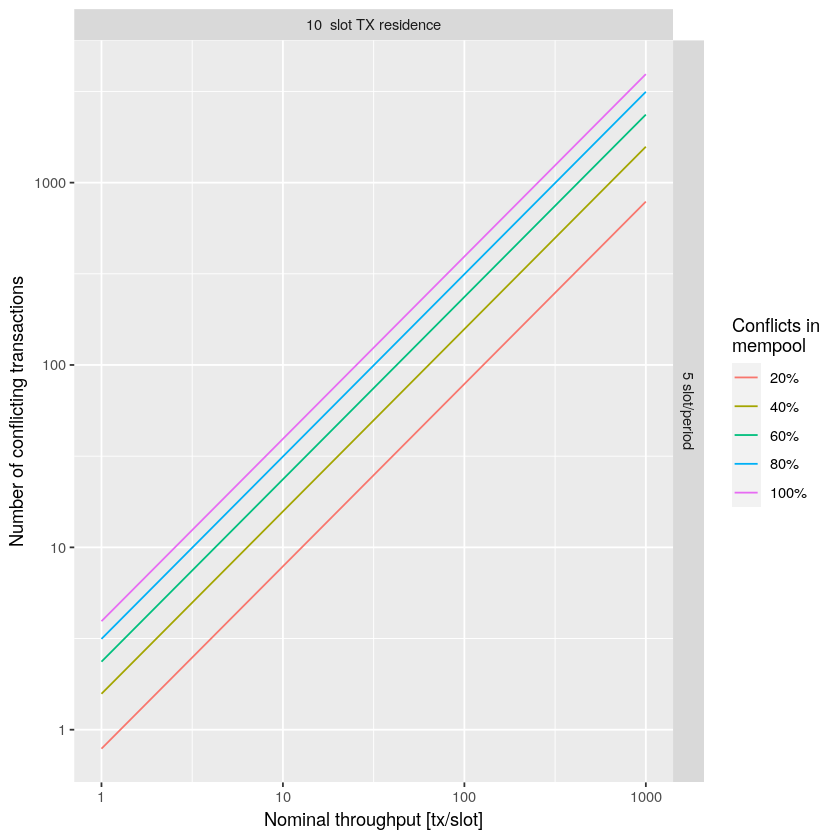 10  slot TX residence
1000
100
10
1
Number of conflicting transactions
1
10
100
1000
Nominal throughput [tx/slot]
5 slot/period
Conflicts in
mempool
20%
40%
60%
80%
100%